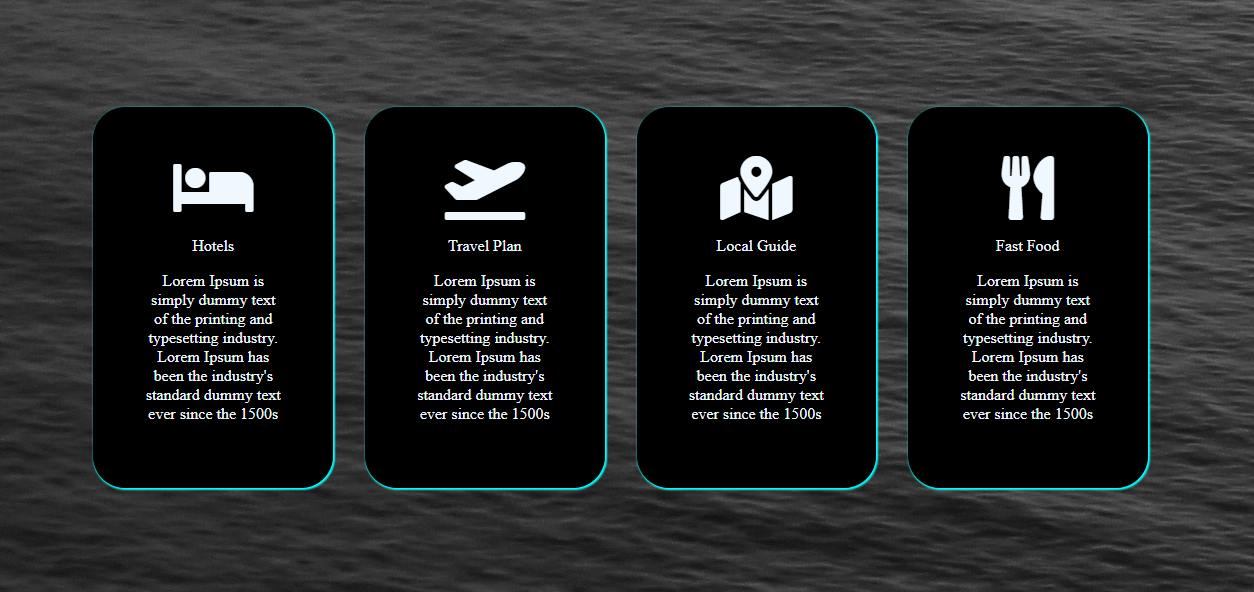 Hotels
Lorem Ipsum is
simply dummy text
of the printing and
typesetting industry.
Lorem Ipsum has
been the industry's
standard dummy text
ever since the 1500s
Travel Plan
Lorem Ipsum is
simply dummy text
of the printing and
typesetting industry.
Lorem Ipsum has
been the industry's
standard dummy text
ever since the 1500s
Local Guide
Lorem Ipsum is
simply dummy text
of the printing and
typesetting industry.
Lorem Ipsum has
been the industry's
standard dummy text
ever since the 1500s
Fast Food
Lorem Ipsum is
simply dummy text
of the printing and
typesetting industry.
Lorem Ipsum has
been the industry's
standard dummy text
ever since the 1500s